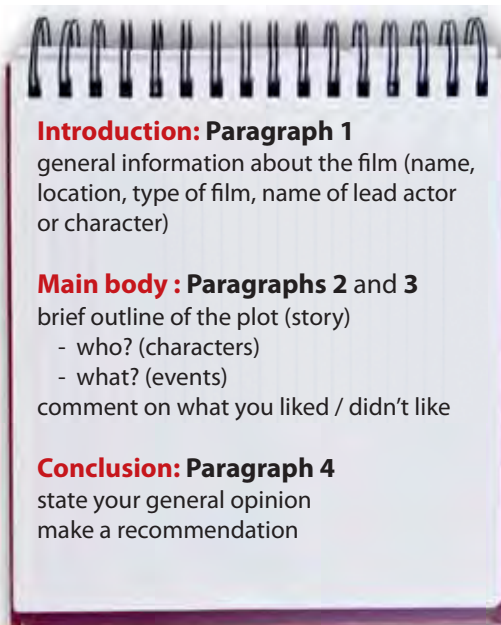 Introduction: Paragraph 1
general information about the film (name,
location, type of film, name of lead actor
or character)
Main body : Paragraphs 2 and 3
brief outline of the plot (story)
- who? (characters)
- what? (events)
comment on what you liked / didn't like
Conclusion: Paragraph 4
state your general opinion
make a recommendation